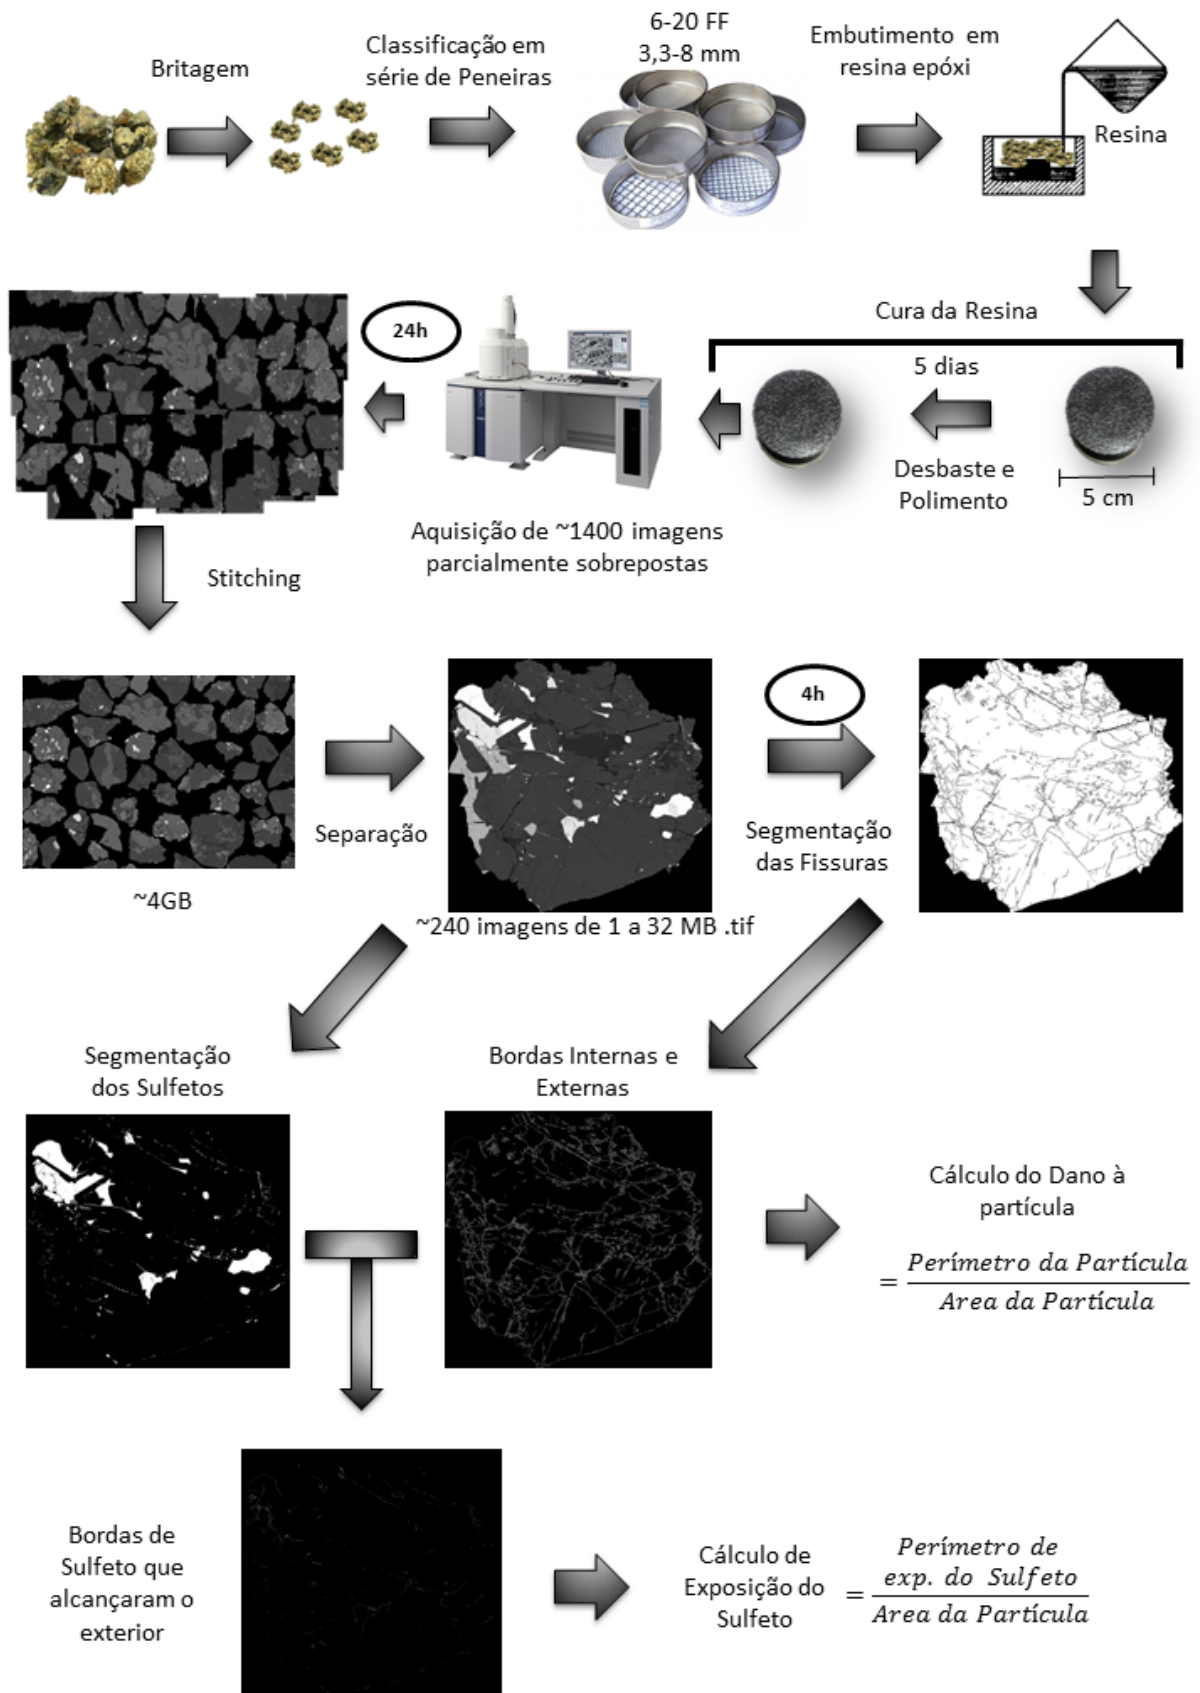 Britagem
Classificação em
série de Peneiras
6-20 FF
3,3-8 mm
Embutimento em
resina epóxi
Resina
Cura da Resina
5 dias
Desbaste e
Polimento
5 cm
24h
Aquisição de ~1400 imagens
parcialmente sobrepostas
Stitching
~4GB
Separação
~240 imagens de 1 a 32 MB .tif
4h
Segmentação
das Fissuras
Segmentação
dos Sulfetos
Bordas Internas e
Externas
Cálculo do Dano à
partícula
= Perímetro da Partícula
Area da Partícula
Bordas de
Sulfeto que
alcançaram o
exterior
Cálculo de
Exposição do
Sulfeto
= Perímetro de
exp. do Sulfeto
Area da Partícula